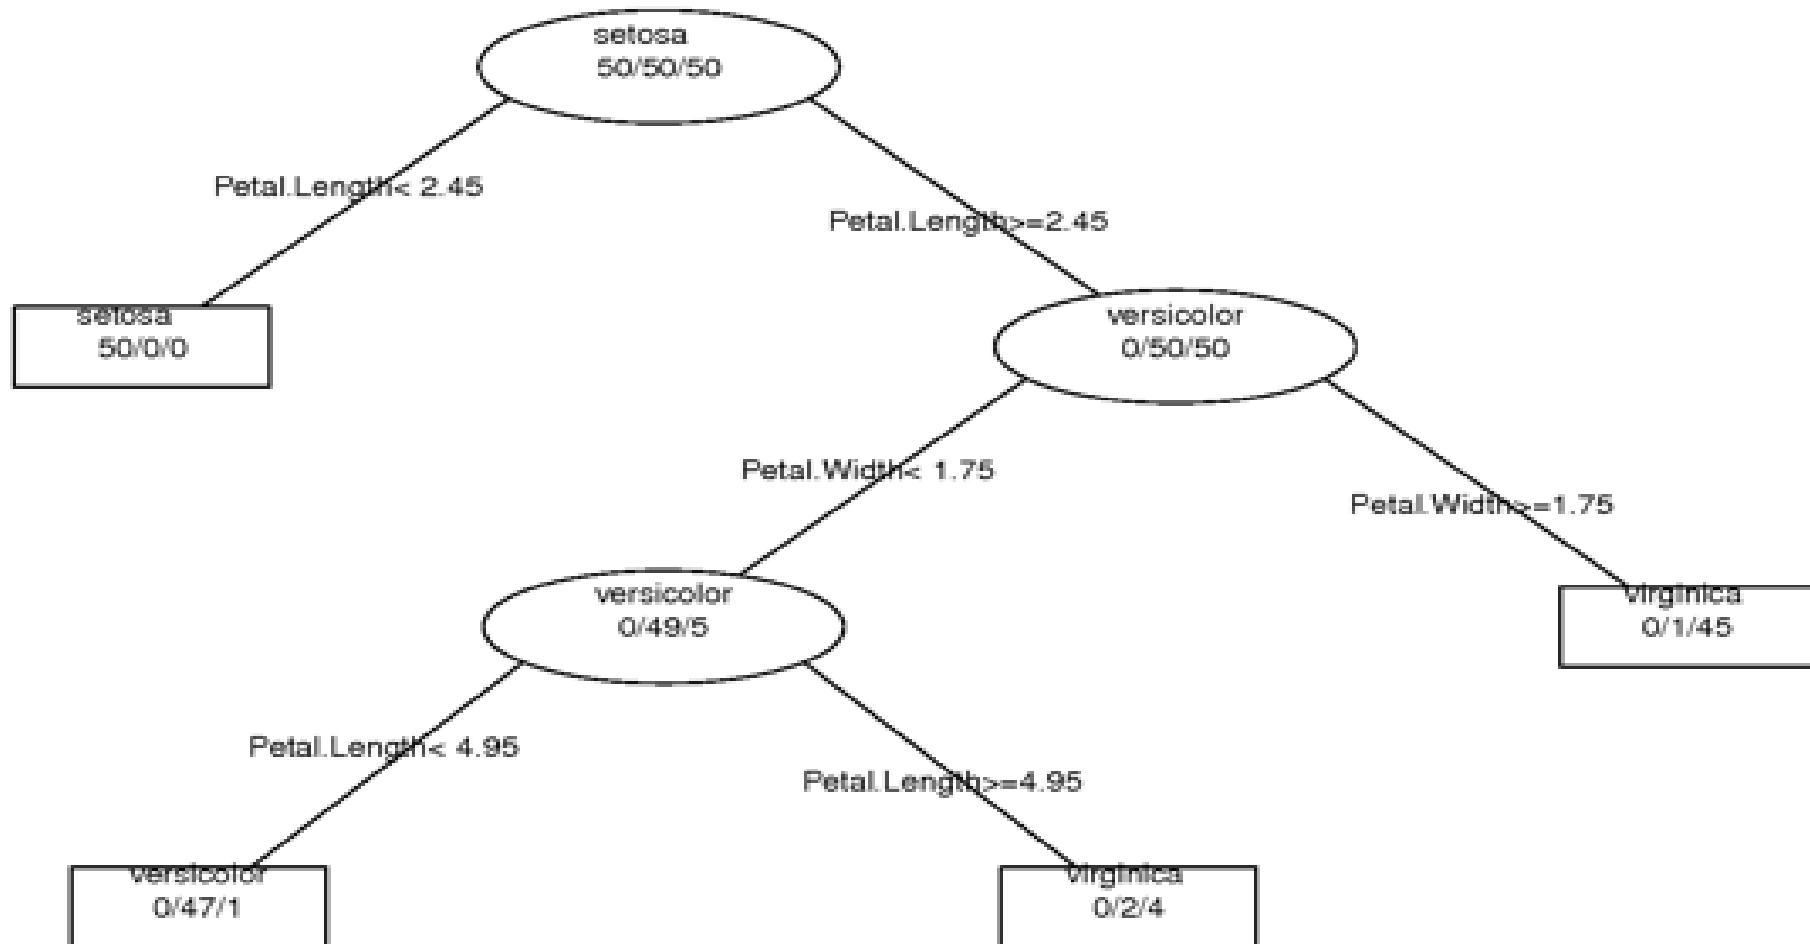 setosa
50/50/50
Petal.Length< 2.45
Petal.Length>=2.45
setosa
50/0/0
versicolor
0/50/50
Petal.Width< 1.75
Petal.Width>=1.75
versicolor
0/49/5
virginica
0/1/45
Petal.Length< 4.95
Petal.Length>=4.95
versicolor
0/47/1
virginica
0/2/4